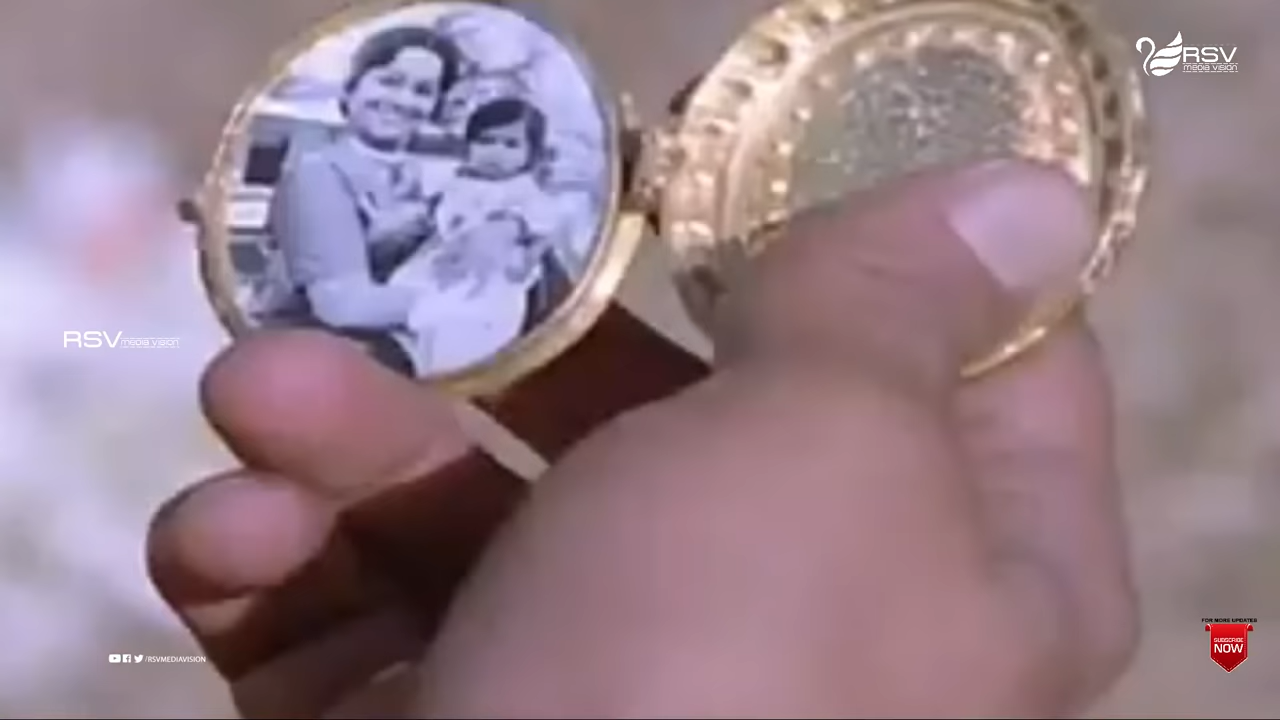 RSV
media vision
RSV media vision
/RSVMEDIAVISION
FOR MORE UPDATES
SUBSCRIBE
NOW